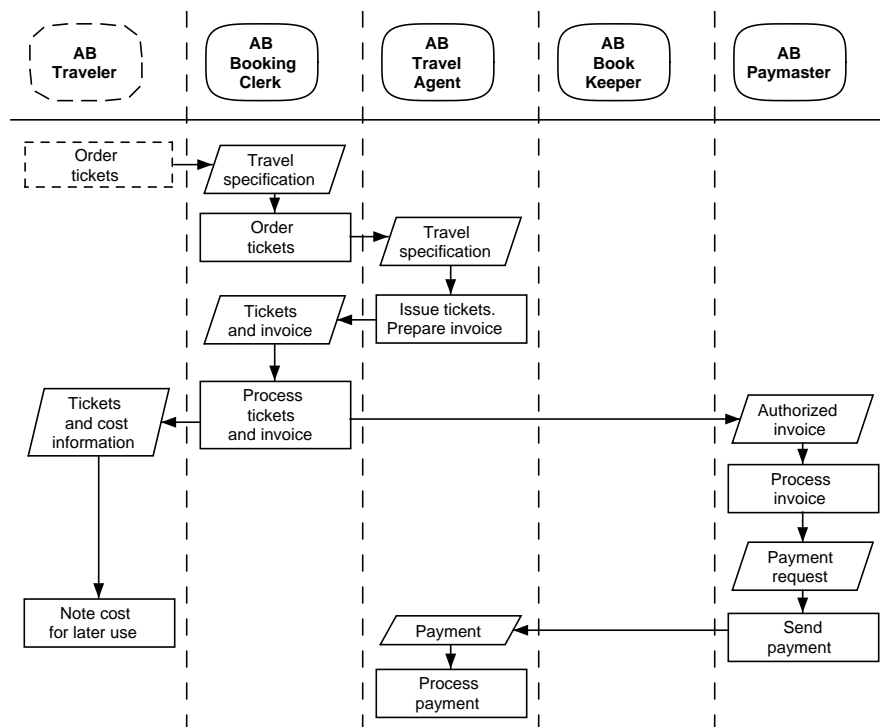 AB
Traveler
AB
Booking
Clerk
AB
Travel
Agent
AB
Book
Keeper
AB
Paymaster
Order
tickets
Travel
specification
Order
tickets
Travel
specification
Tickets
and invoice
Issue tickets.
Prepare invoice
Tickets
and cost
information
Process
tickets
and invoice
Authorized
invoice
Process
invoice
Payment
request
Note cost
for later use
Payment
Send
payment
Process
payment